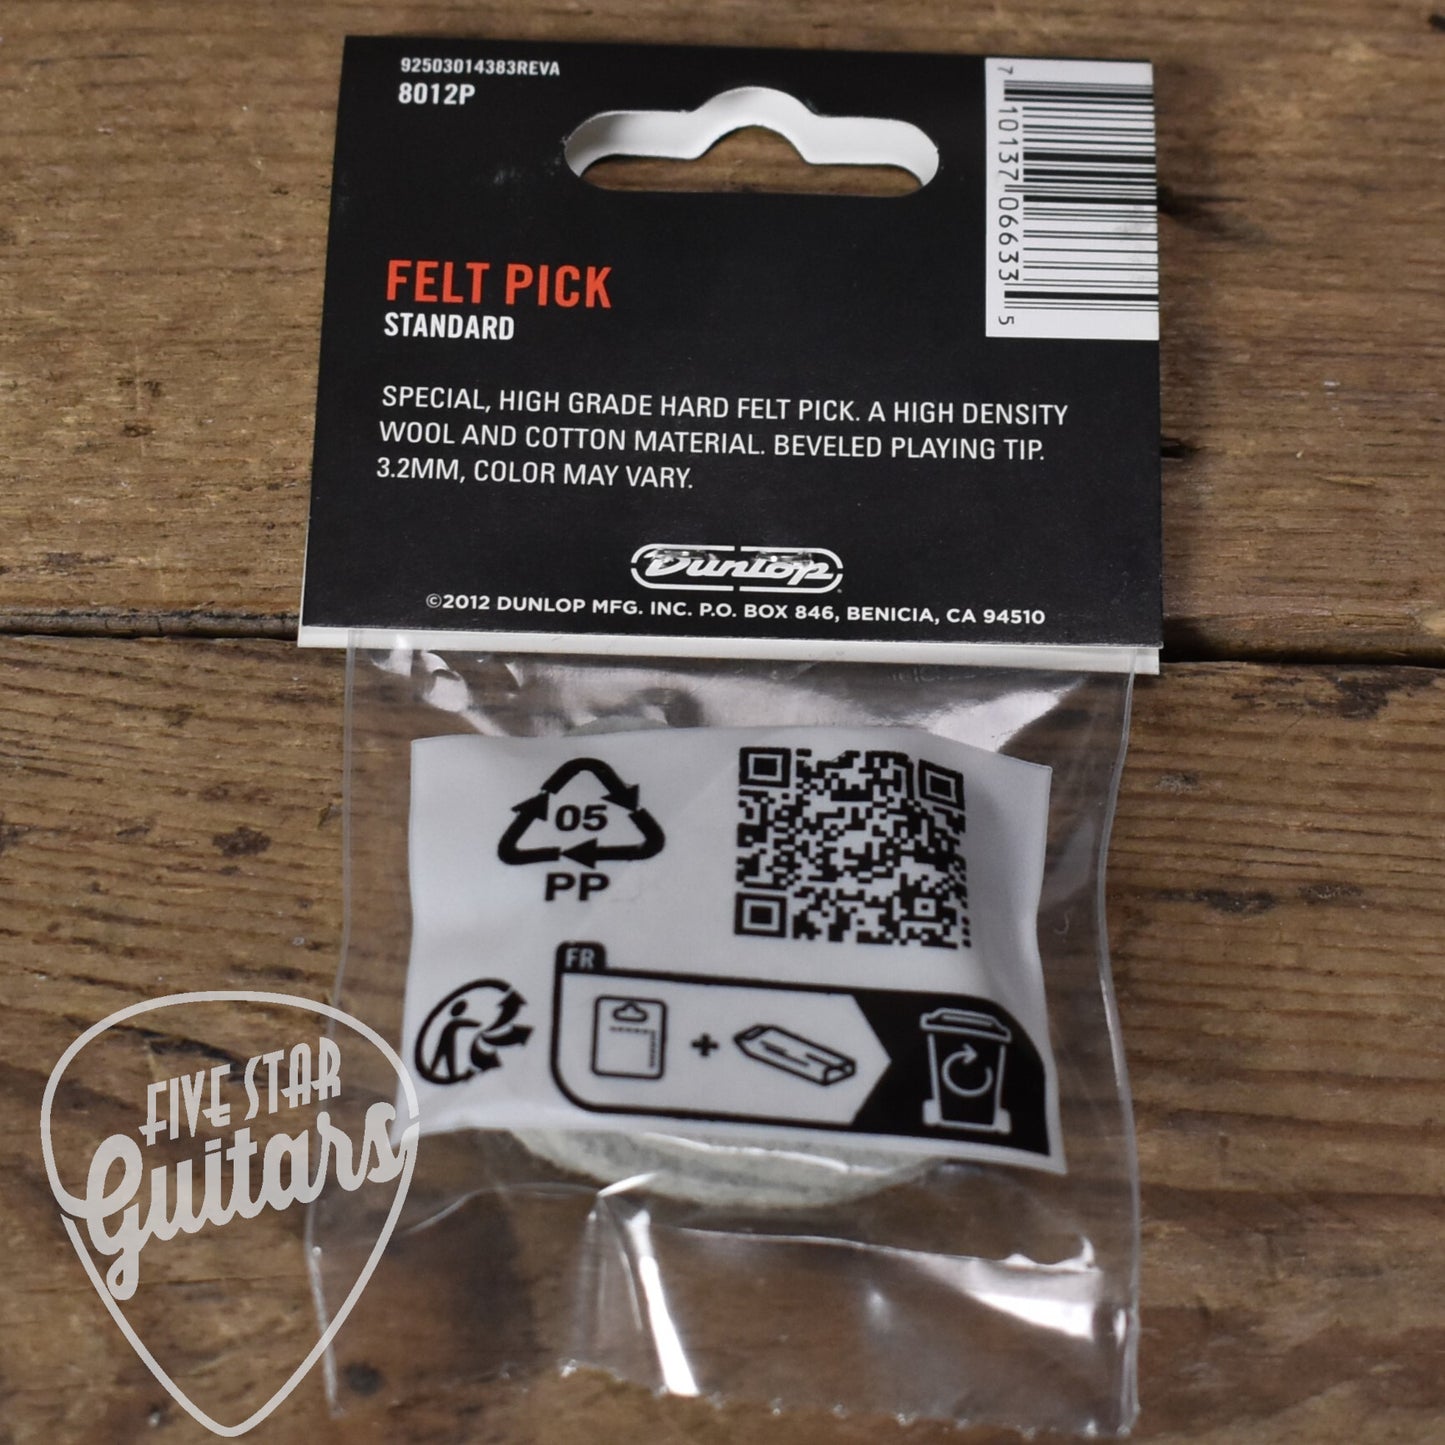 92503014383REVA
8012P
7 10137 06633 5
FELT PICK
STANDARD
SPECIAL, HIGH GRADE HARD FELT PICK. A HIGH DENSITY
WOOL AND COTTON MATERIAL. BEVELED PLAYING TIP.
3.2MM, COLOR MAY VARY.
Dunlop
©2012 DUNLOP MFG. INC. P.O. BOX 846, BENICIA, CA 94510
05
PP
FR
+
FIVE STAR
Guitars